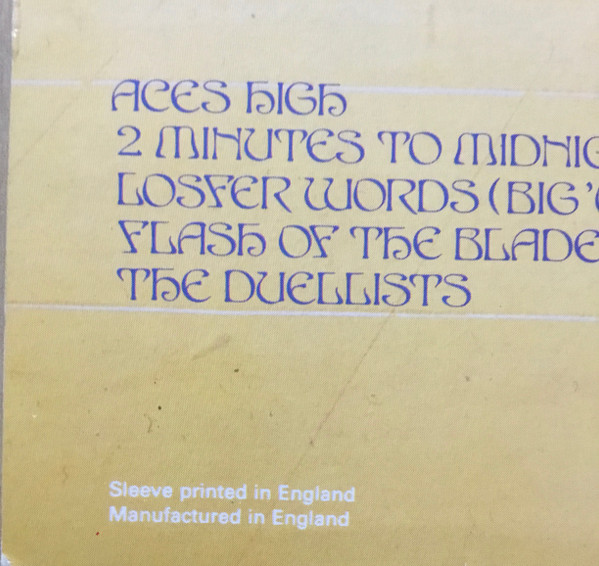 ACES HIGH
2 MINUTES TO MIDNIG
LOSFER WORDS (BIG '
FLASH OF THE BLADE
THE DUELLISTS
Sleeve printed in England
Manufactured in England